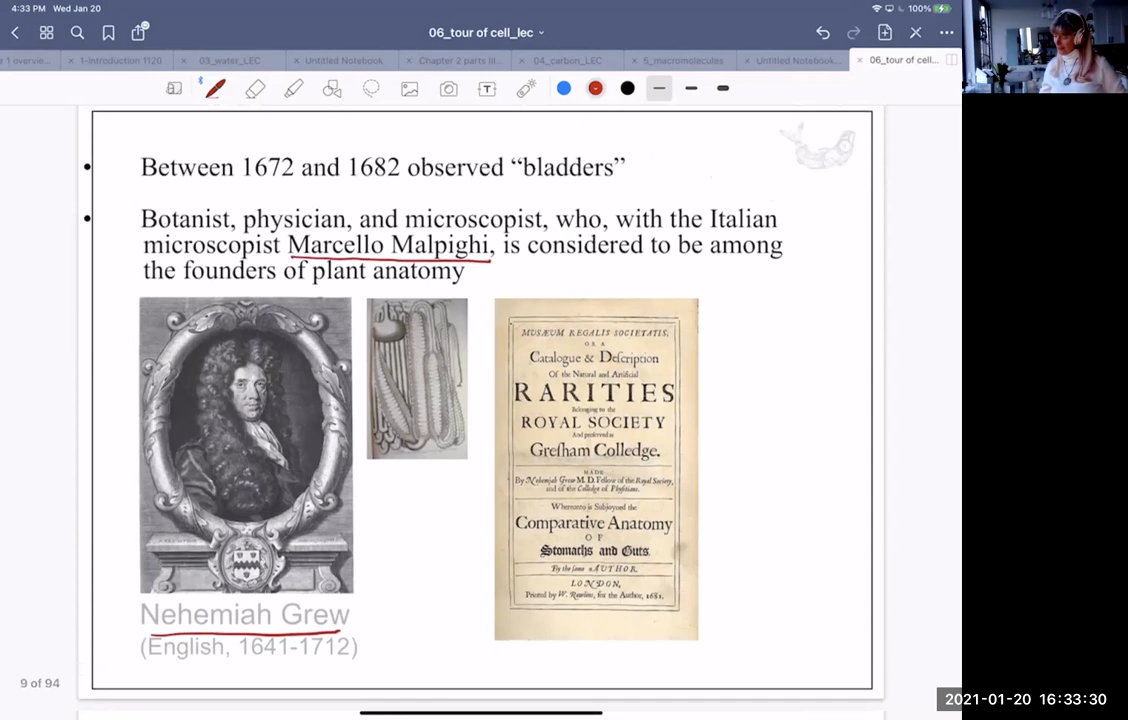 4:33 PM Wed Jan 20
100%
06_tour of cell_lec
1 overvie...
1-introduction 1120
03_water_LEC
Untitled Notebook
Chapter 2 parts III...
04_carbon_LEC
5_macromolecules
Untitled Notebook...
06_tour of cell...
T
• Between 1672 and 1682 observed “bladders”
• Botanist, physician, and microscopist, who, with the Italian
microscopist Marcello Malpighi, is considered to be among
the founders of plant anatomy
MUSÆUM REGALIS SOCIETATIS.
OR A
Catalogue & Deſcription
Of the Natural and Artificial
RARITIES
Belonging to the
ROYAL SOCIETY
And preſerved at
Greſham Colledge.
MADE
By Nehemjah Grew M. D. Fellow of the Royal Society,
and of the Colledge of Phyſitians.
Whereunto is Subjoyned the
Comparative Anatomy
OF
Stomachs and Guts.
By the ſame AUTHOR.
LONDON,
Printed by W. Rawlins, for the Author, 1681.
Nehemiah Grew
(English, 1641-1712)
9 of 94
2021-01-20 16:33:30